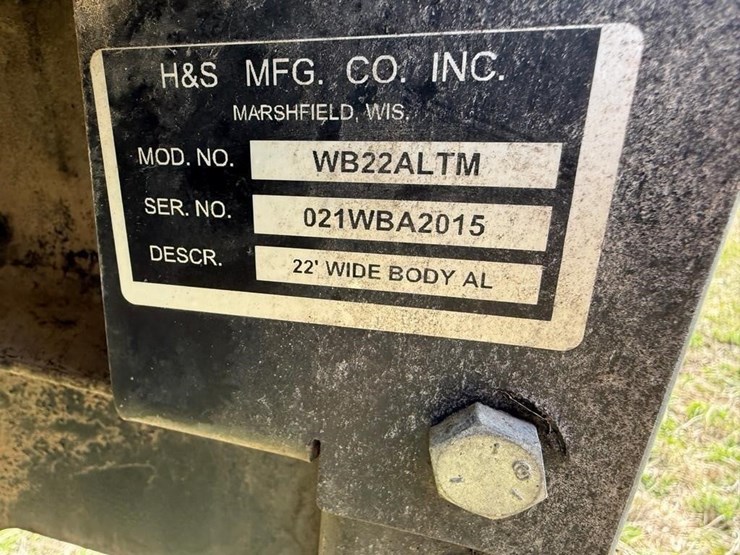 H&S MFG. CO. INC.
MARSHFIELD, WIS.
MOD. NO. WB22ALTM
SER. NO. 021WBA2015
DESCR. 22' WIDE BODY AL